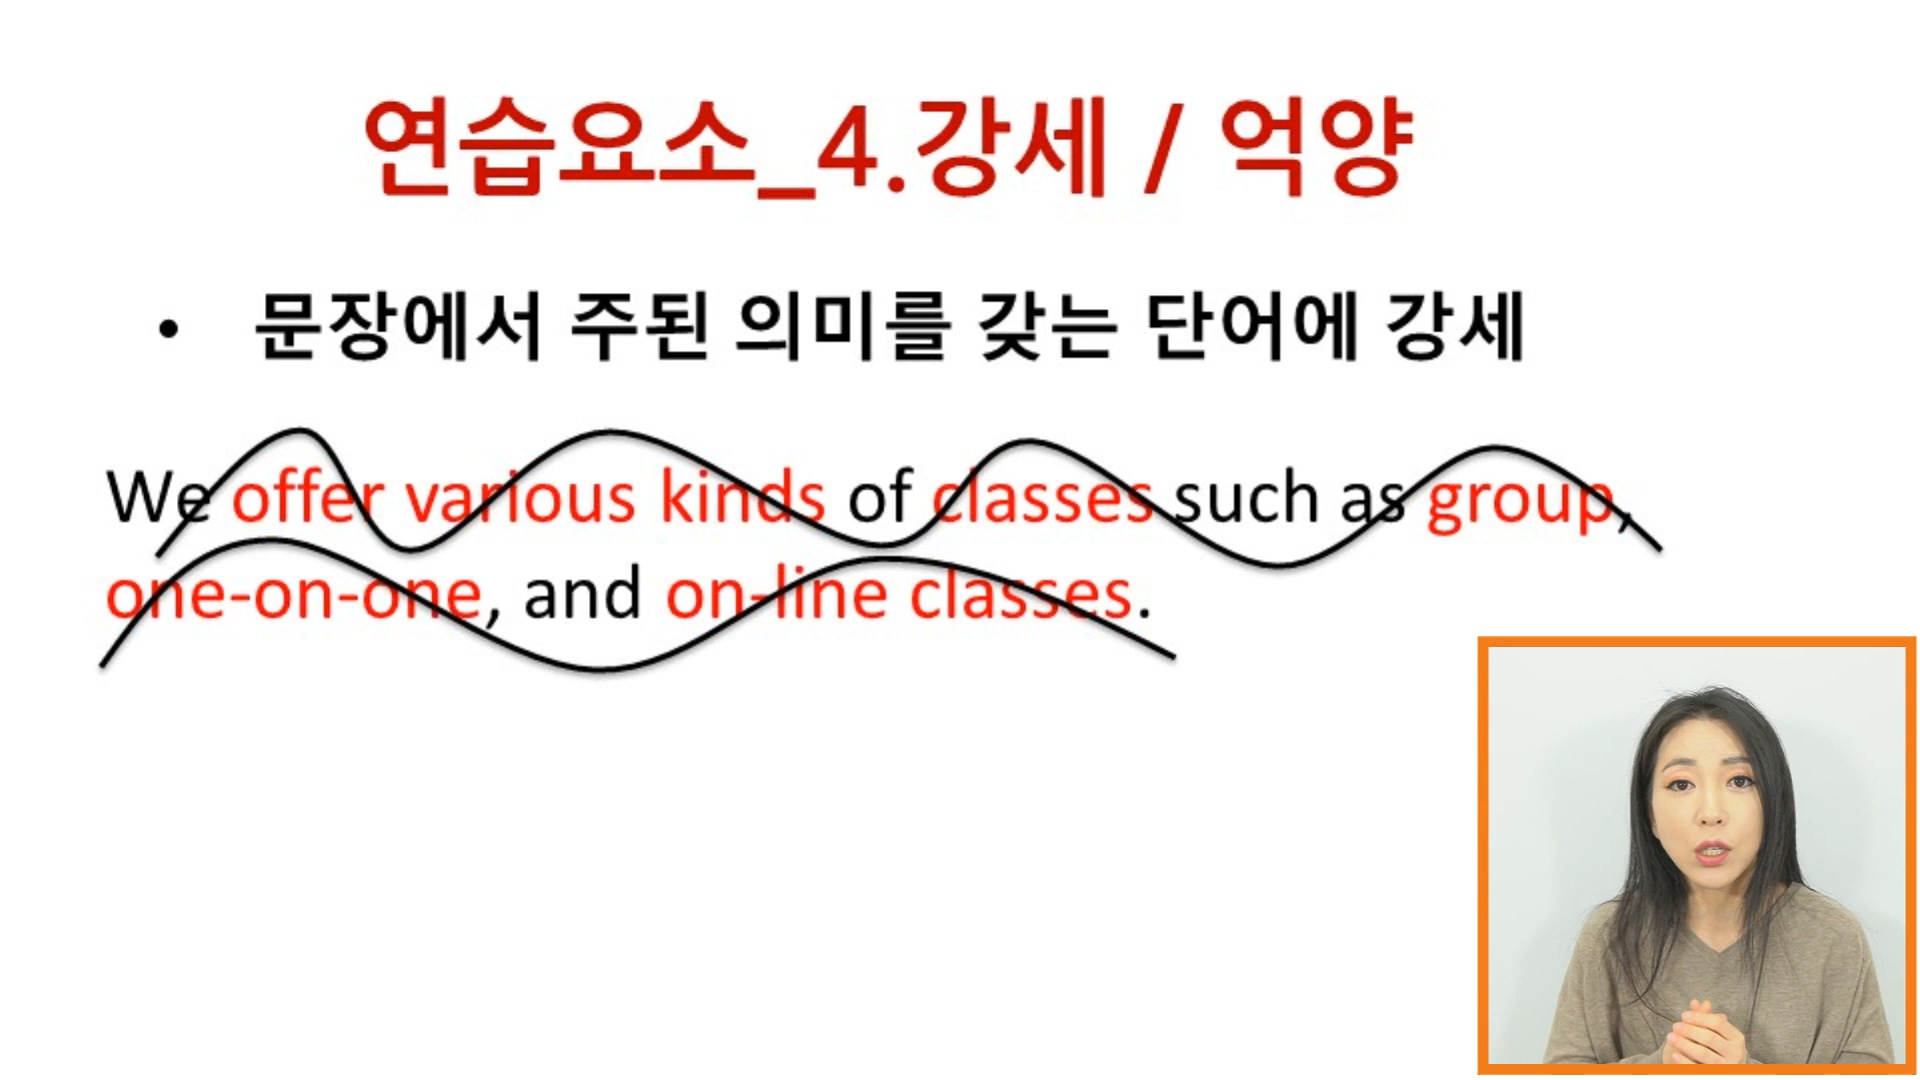 연습요소_4.강세 / 억양
• 문장에서 주된 의미를 갖는 단어에 강세
We offer various kinds of classes such as group,
one-on-one, and on-line classes.